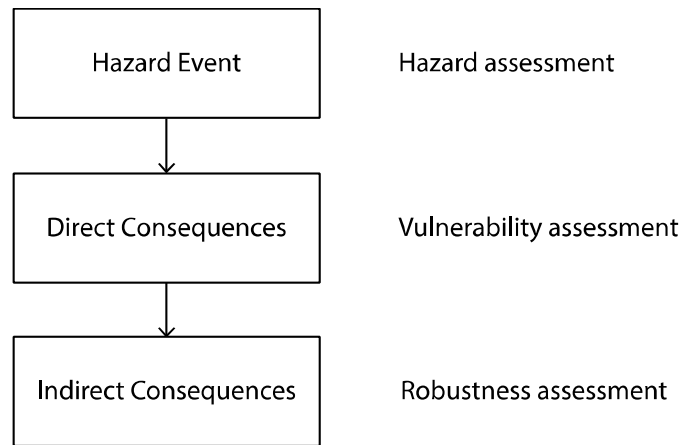 Hazard Event
Hazard assessment
Direct Consequences
Vulnerability assessment
Indirect Consequences
Robustness assessment